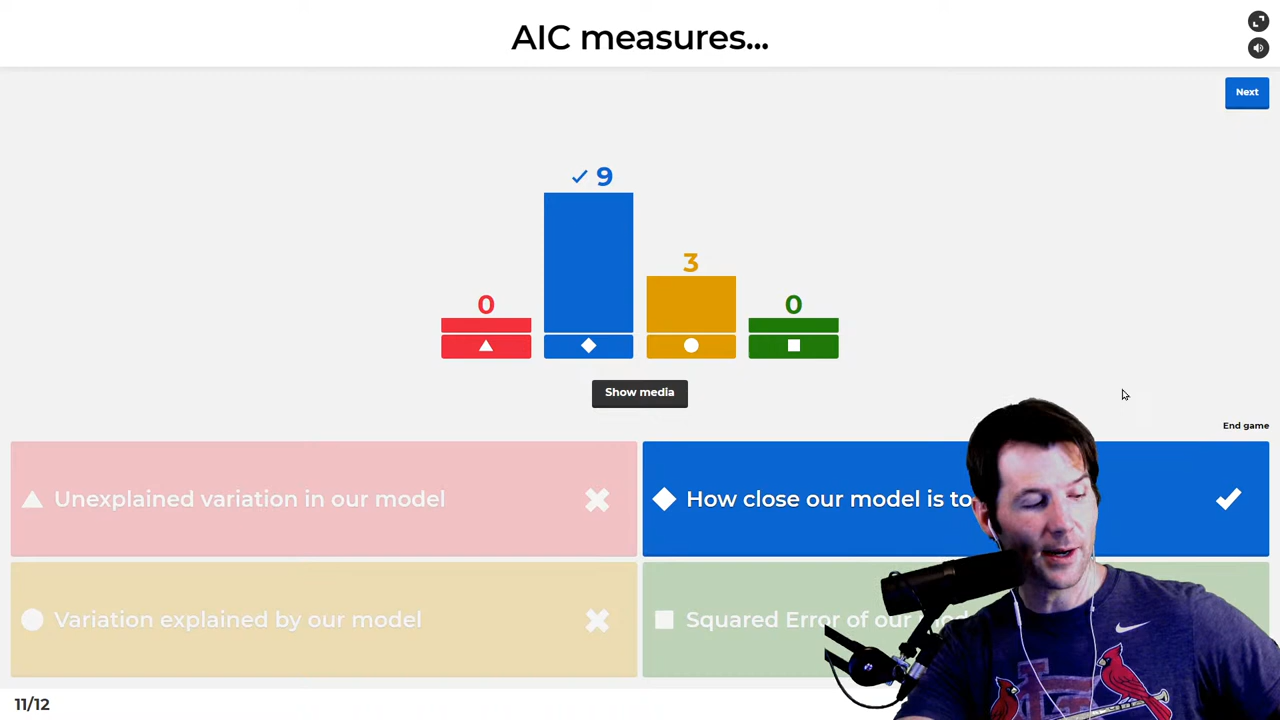 AIC measures...
Next
9
3
0
0
Show media
End game
Unexplained variation in our model
How close our model is to
Variation explained by our model
Squared Error of our
11/12